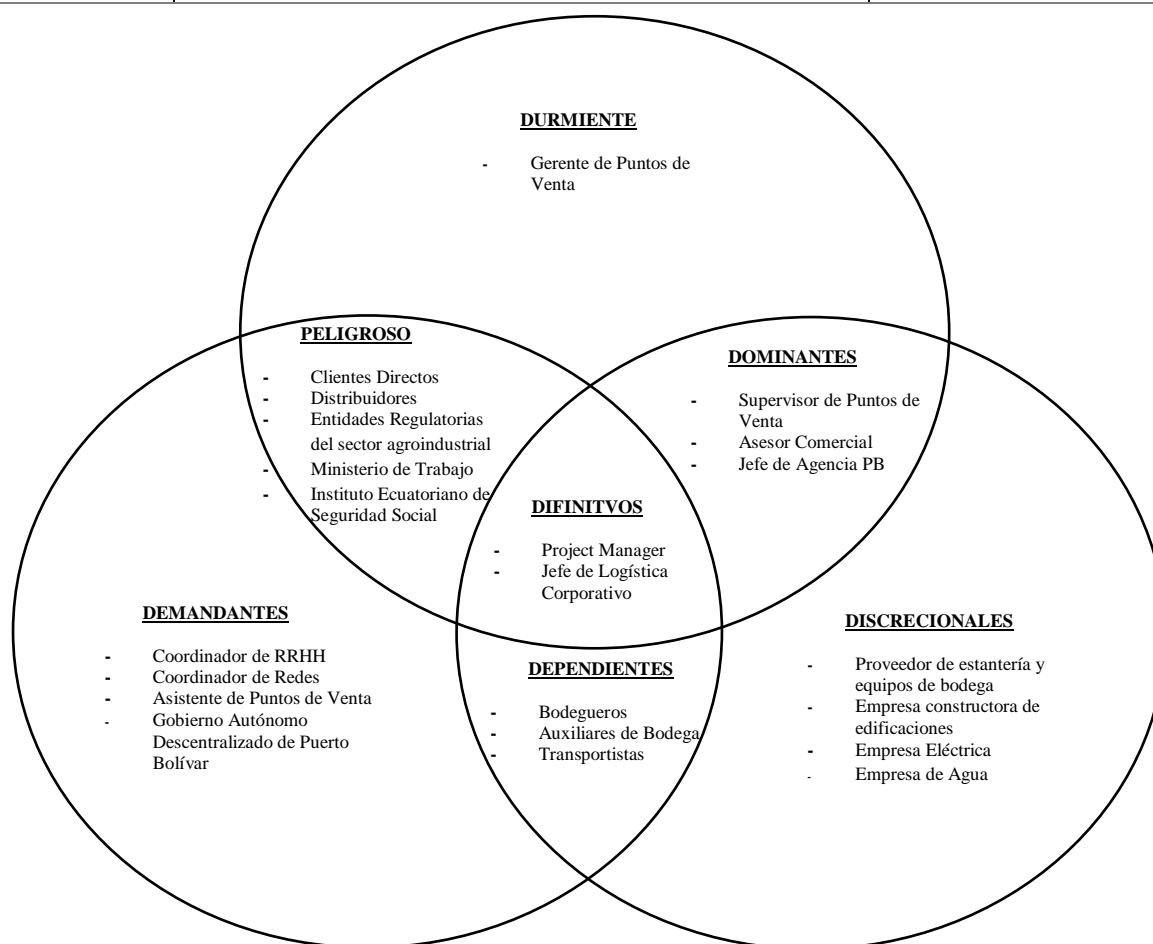 DURMIENTE
- Gerente de Puntos de
Venta
PELIGROSO
- Clientes Directos
- Distribuidores
- Entidades Regulatorias
del sector agroindustrial
- Ministerio de Trabajo
- Instituto Ecuatoriano de
Seguridad Social
DOMINANTES
- Supervisor de Puntos de
Venta
- Asesor Comercial
- Jefe de Agencia PB
DIFINITVOS
- Project Manager
- Jefe de Logística
Corporativo
DEMANDANTES
- Coordinador de RRHH
- Coordinador de Redes
- Asistente de Puntos de Venta
- Gobierno Autónomo
Descentralizado de Puerto
Bolívar
DEPENDIENTES
- Bodegueros
- Auxiliares de Bodega
- Transportistas
DISCRECIONALES
- Proveedor de estantería y
equipos de bodega
- Empresa constructora de
edificaciones
- Empresa Eléctrica
- Empresa de Agua